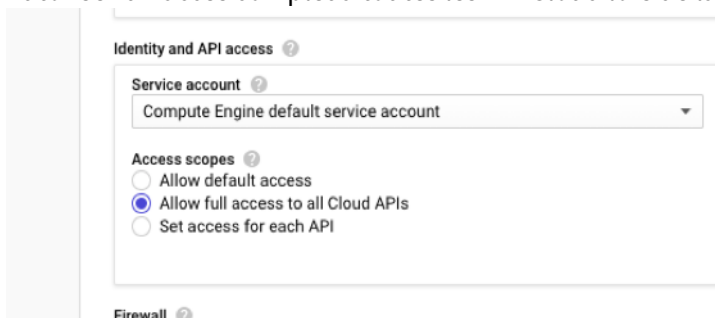 Identity and API access
Service account
Compute Engine default service account
Access scopes
Allow default access
Allow full access to all Cloud APIs
Set access for each API
Firewall